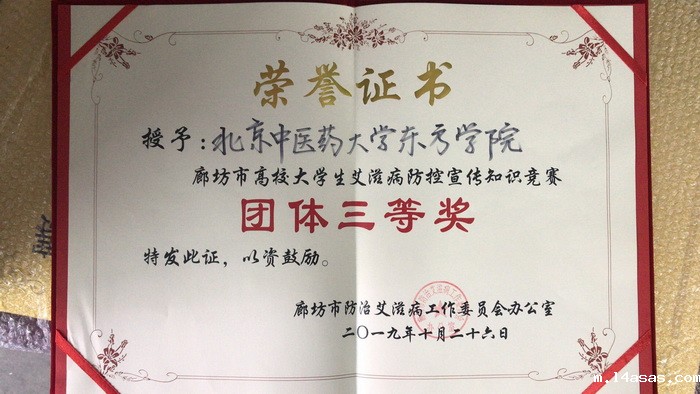 荣誉证书
授予：北京中医药大学东方学院
廊坊市高校大学生艾滋病防控宣传知识竞赛
团体三等奖
特发此证，以资鼓励。
廊坊市防治艾滋病工作委员会办公室
二〇一九年十月二十六日
m.14asas.com